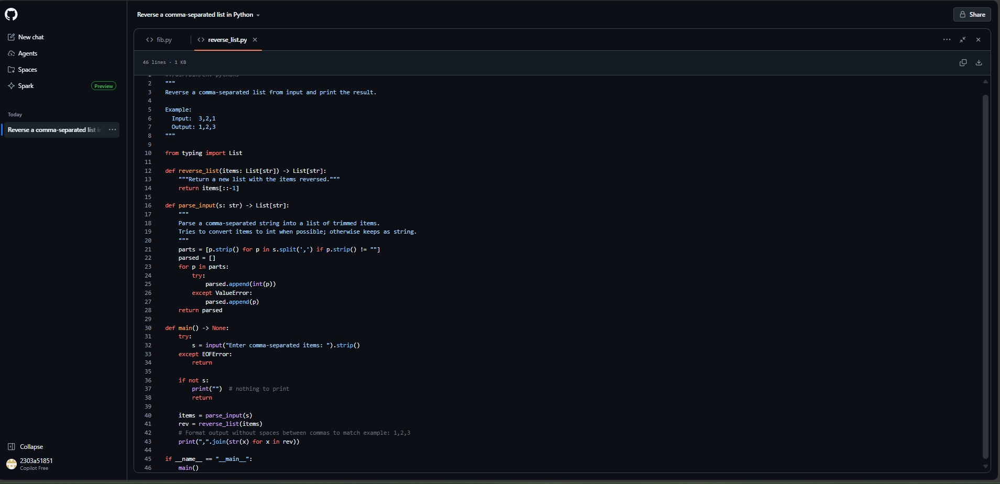 Reverse a comma-separated list in Python
Share
New chat
Agents
Spaces
Spark
Preview
Today
Reverse a comma-separated list in
fib.py
reverse_list.py
46 lines · 1 KB
1
2 """
3 Reverse a comma-separated list from input and print the result.
4
5 Example:
6   Input:  3,2,1
7   Output: 1,2,3
8 """
9
10 from typing import List
11
12 def reverse_list(items: List[str]) -> List[str]:
13     """Return a new list with the items reversed."""
14     return items[::-1]
15
16 def parse_input(s: str) -> List[str]:
17     """
18     Parse a comma-separated string into a list of trimmed items.
19     Tries to convert items to int when possible; otherwise keeps as string.
20     """
21     parts = [p.strip() for p in s.split(',') if p.strip() != ""]
22     parsed = []
23     for p in parts:
24         try:
25             parsed.append(int(p))
26         except ValueError:
27             parsed.append(p)
28     return parsed
29
30 def main() -> None:
31     try:
32         s = input("Enter comma-separated items: ").strip()
33     except EOFError:
34         return
35
36     if not s:
37         print("")  # nothing to print
38         return
39
40     items = parse_input(s)
41     rev = reverse_list(items)
42     # Format output without spaces between commas to match example: 1,2,3
43     print(",".join(str(x) for x in rev))
44
45 if __name__ == "__main__":
46     main()
Collapse
2303a51851
Copilot Free